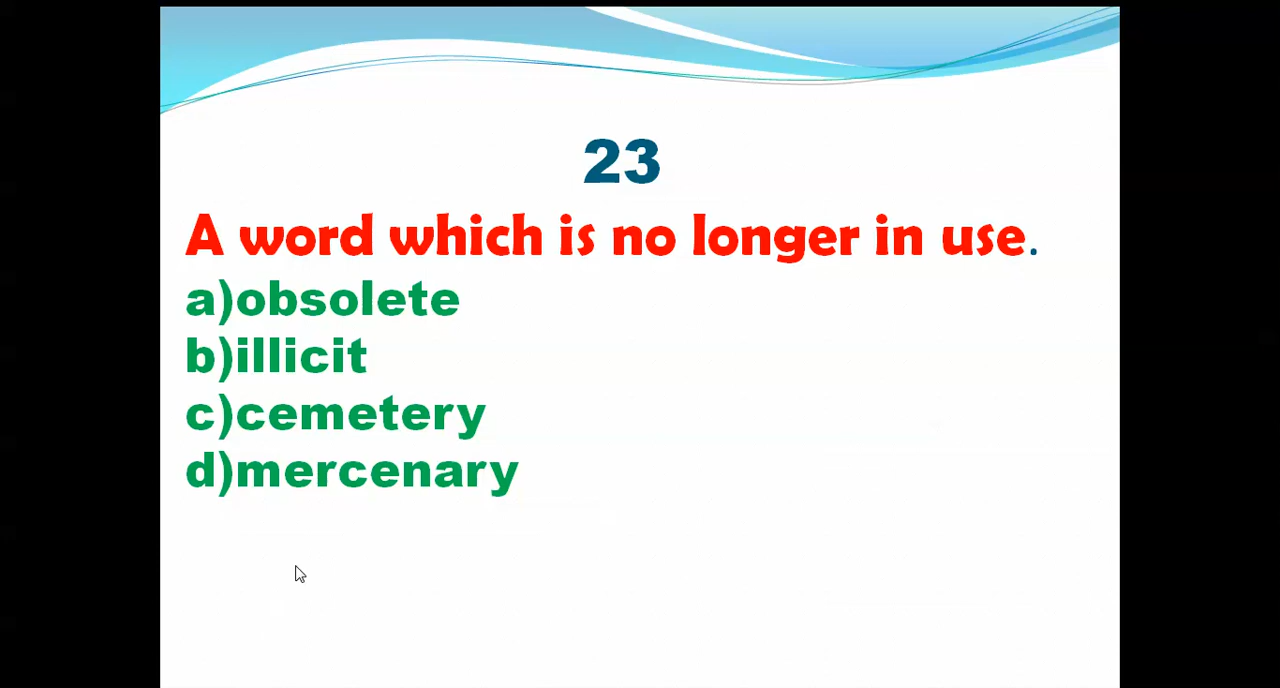 23
A word which is no longer in use.
a)obsolete
b)illicit
c)cemetery
d)mercenary